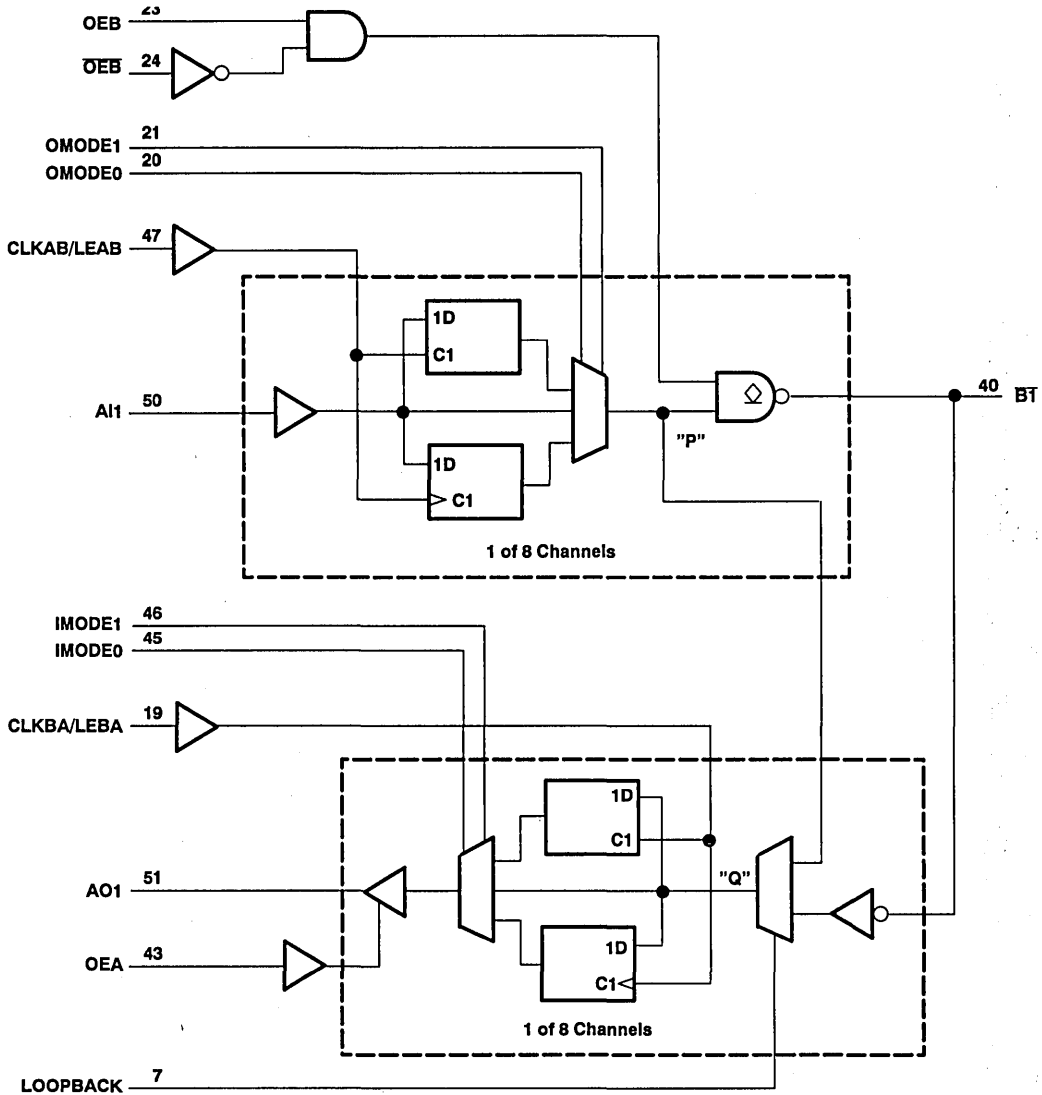 OEB 23
O̅E̅B̅ 24
OMODE1 21
OMODE0 20
CLKAB/LEAB 47
1D
C1
AI1 50
40 B̅1̅
"P"
1D
C1
1 of 8 Channels
IMODE1 46
IMODE0 45
CLKBA/LEBA 19
1D
C1
AO1 51
"Q"
1D
OEA 43
C1
1 of 8 Channels
LOOPBACK 7